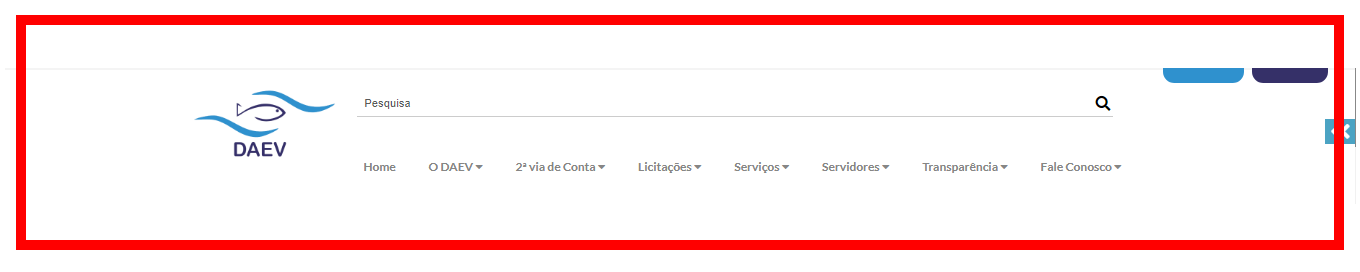 Pesquisa
DAEV
Home O DAEV 2ª via de Conta Licitações Serviços Servidores Transparência Fale Conosco